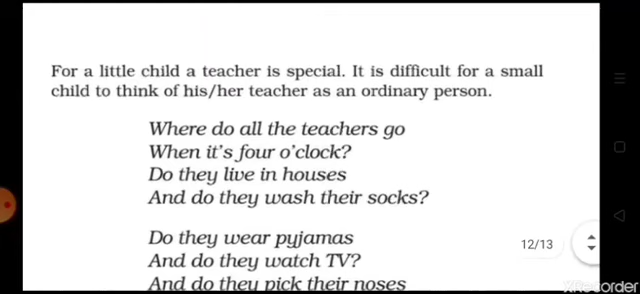 For a little child a teacher is special. It is difficult for a small
child to think of his/her teacher as an ordinary person.
Where do all the teachers go
When it's four o'clock?
Do they live in houses
And do they wash their socks?
Do they wear pyjamas
And do they watch TV?
And do they pick their noses
12/13
XRecorder